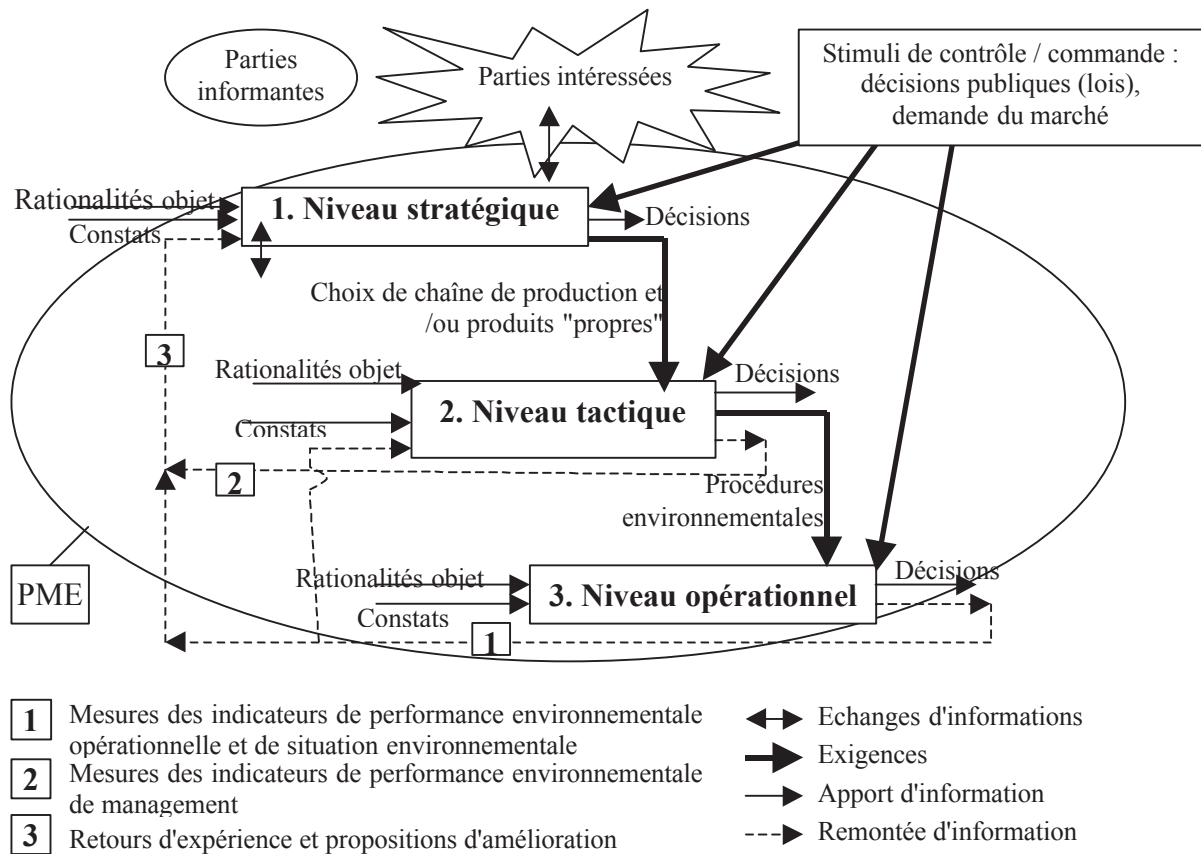 Parties
informantes
Parties intéressées
Stimuli de contrôle / commande :
décisions publiques (lois),
demande du marché
Rationalités objet
Constats
1. Niveau stratégique
Décisions
Choix de chaîne de production et
/ou produits "propres"
3
Rationalités objet
Constats
2. Niveau tactique
Décisions
2
Procédures
environnementales
PME
Rationalités objet
Constats
3. Niveau opérationnel
Décisions
1
1 Mesures des indicateurs de performance environnementale
opérationnelle et de situation environnementale
2 Mesures des indicateurs de performance environnementale
de management
3 Retours d'expérience et propositions d'amélioration
Echanges d'informations
Exigences
Apport d'information
Remontée d'information